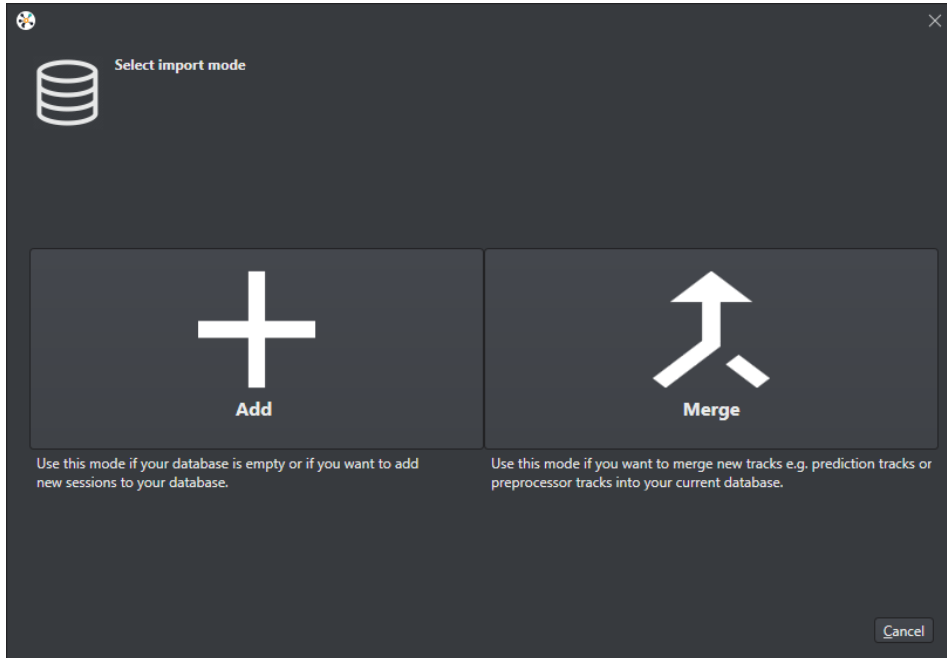 Select import mode
Add
Merge
Use this mode if your database is empty or if you want to add
new sessions to your database.
Use this mode if you want to merge new tracks e.g. prediction tracks or
preprocessor tracks into your current database.
Cancel